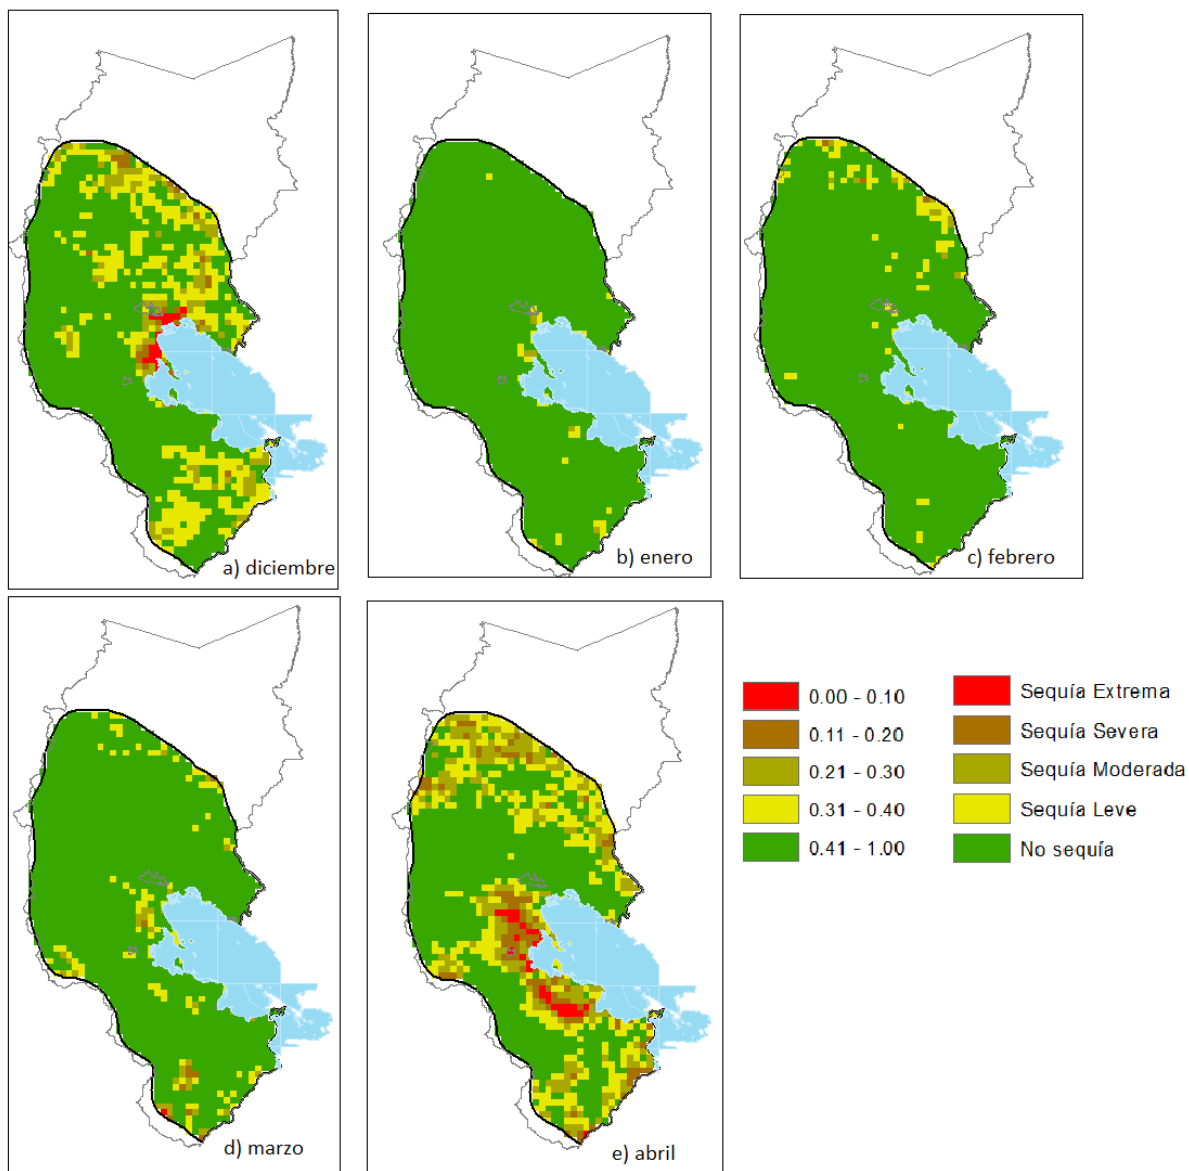 a) diciembre
b) enero
c) febrero
d) marzo
e) abril
0.00 - 0.10
Sequía Extrema
0.11 - 0.20
Sequía Severa
0.21 - 0.30
Sequía Moderada
0.31 - 0.40
Sequía Leve
0.41 - 1.00
No sequía